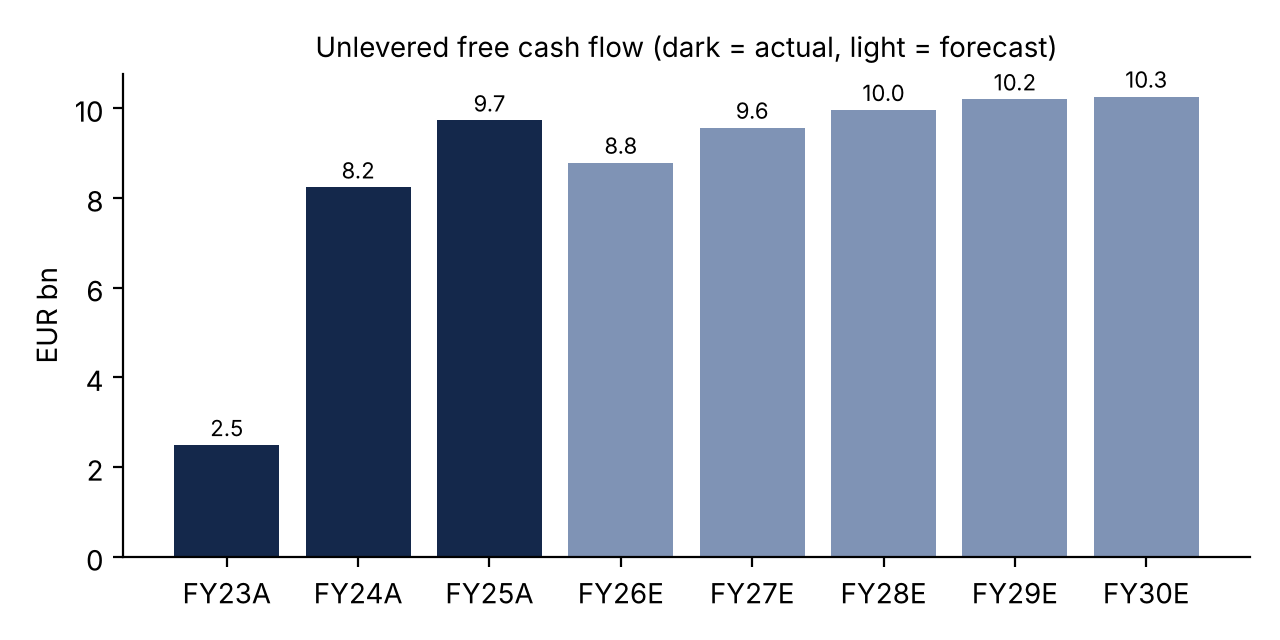 Unlevered free cash flow (dark = actual, light = forecast)
EUR bn
10
8
6
4
2
0
2.5
8.2
9.7
8.8
9.6
10.0
10.2
10.3
FY23A
FY24A
FY25A
FY26E
FY27E
FY28E
FY29E
FY30E